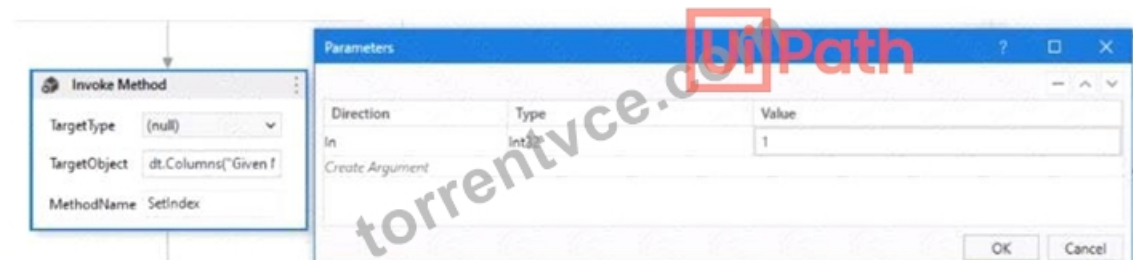 UiPath
Parameters
Invoke Method
TargetType (null)
TargetObject dt.Columns("Given
MethodName SetIndex
Direction Type Value
In Int32 1
Create Argument
OK Cancel
torrentvce.com